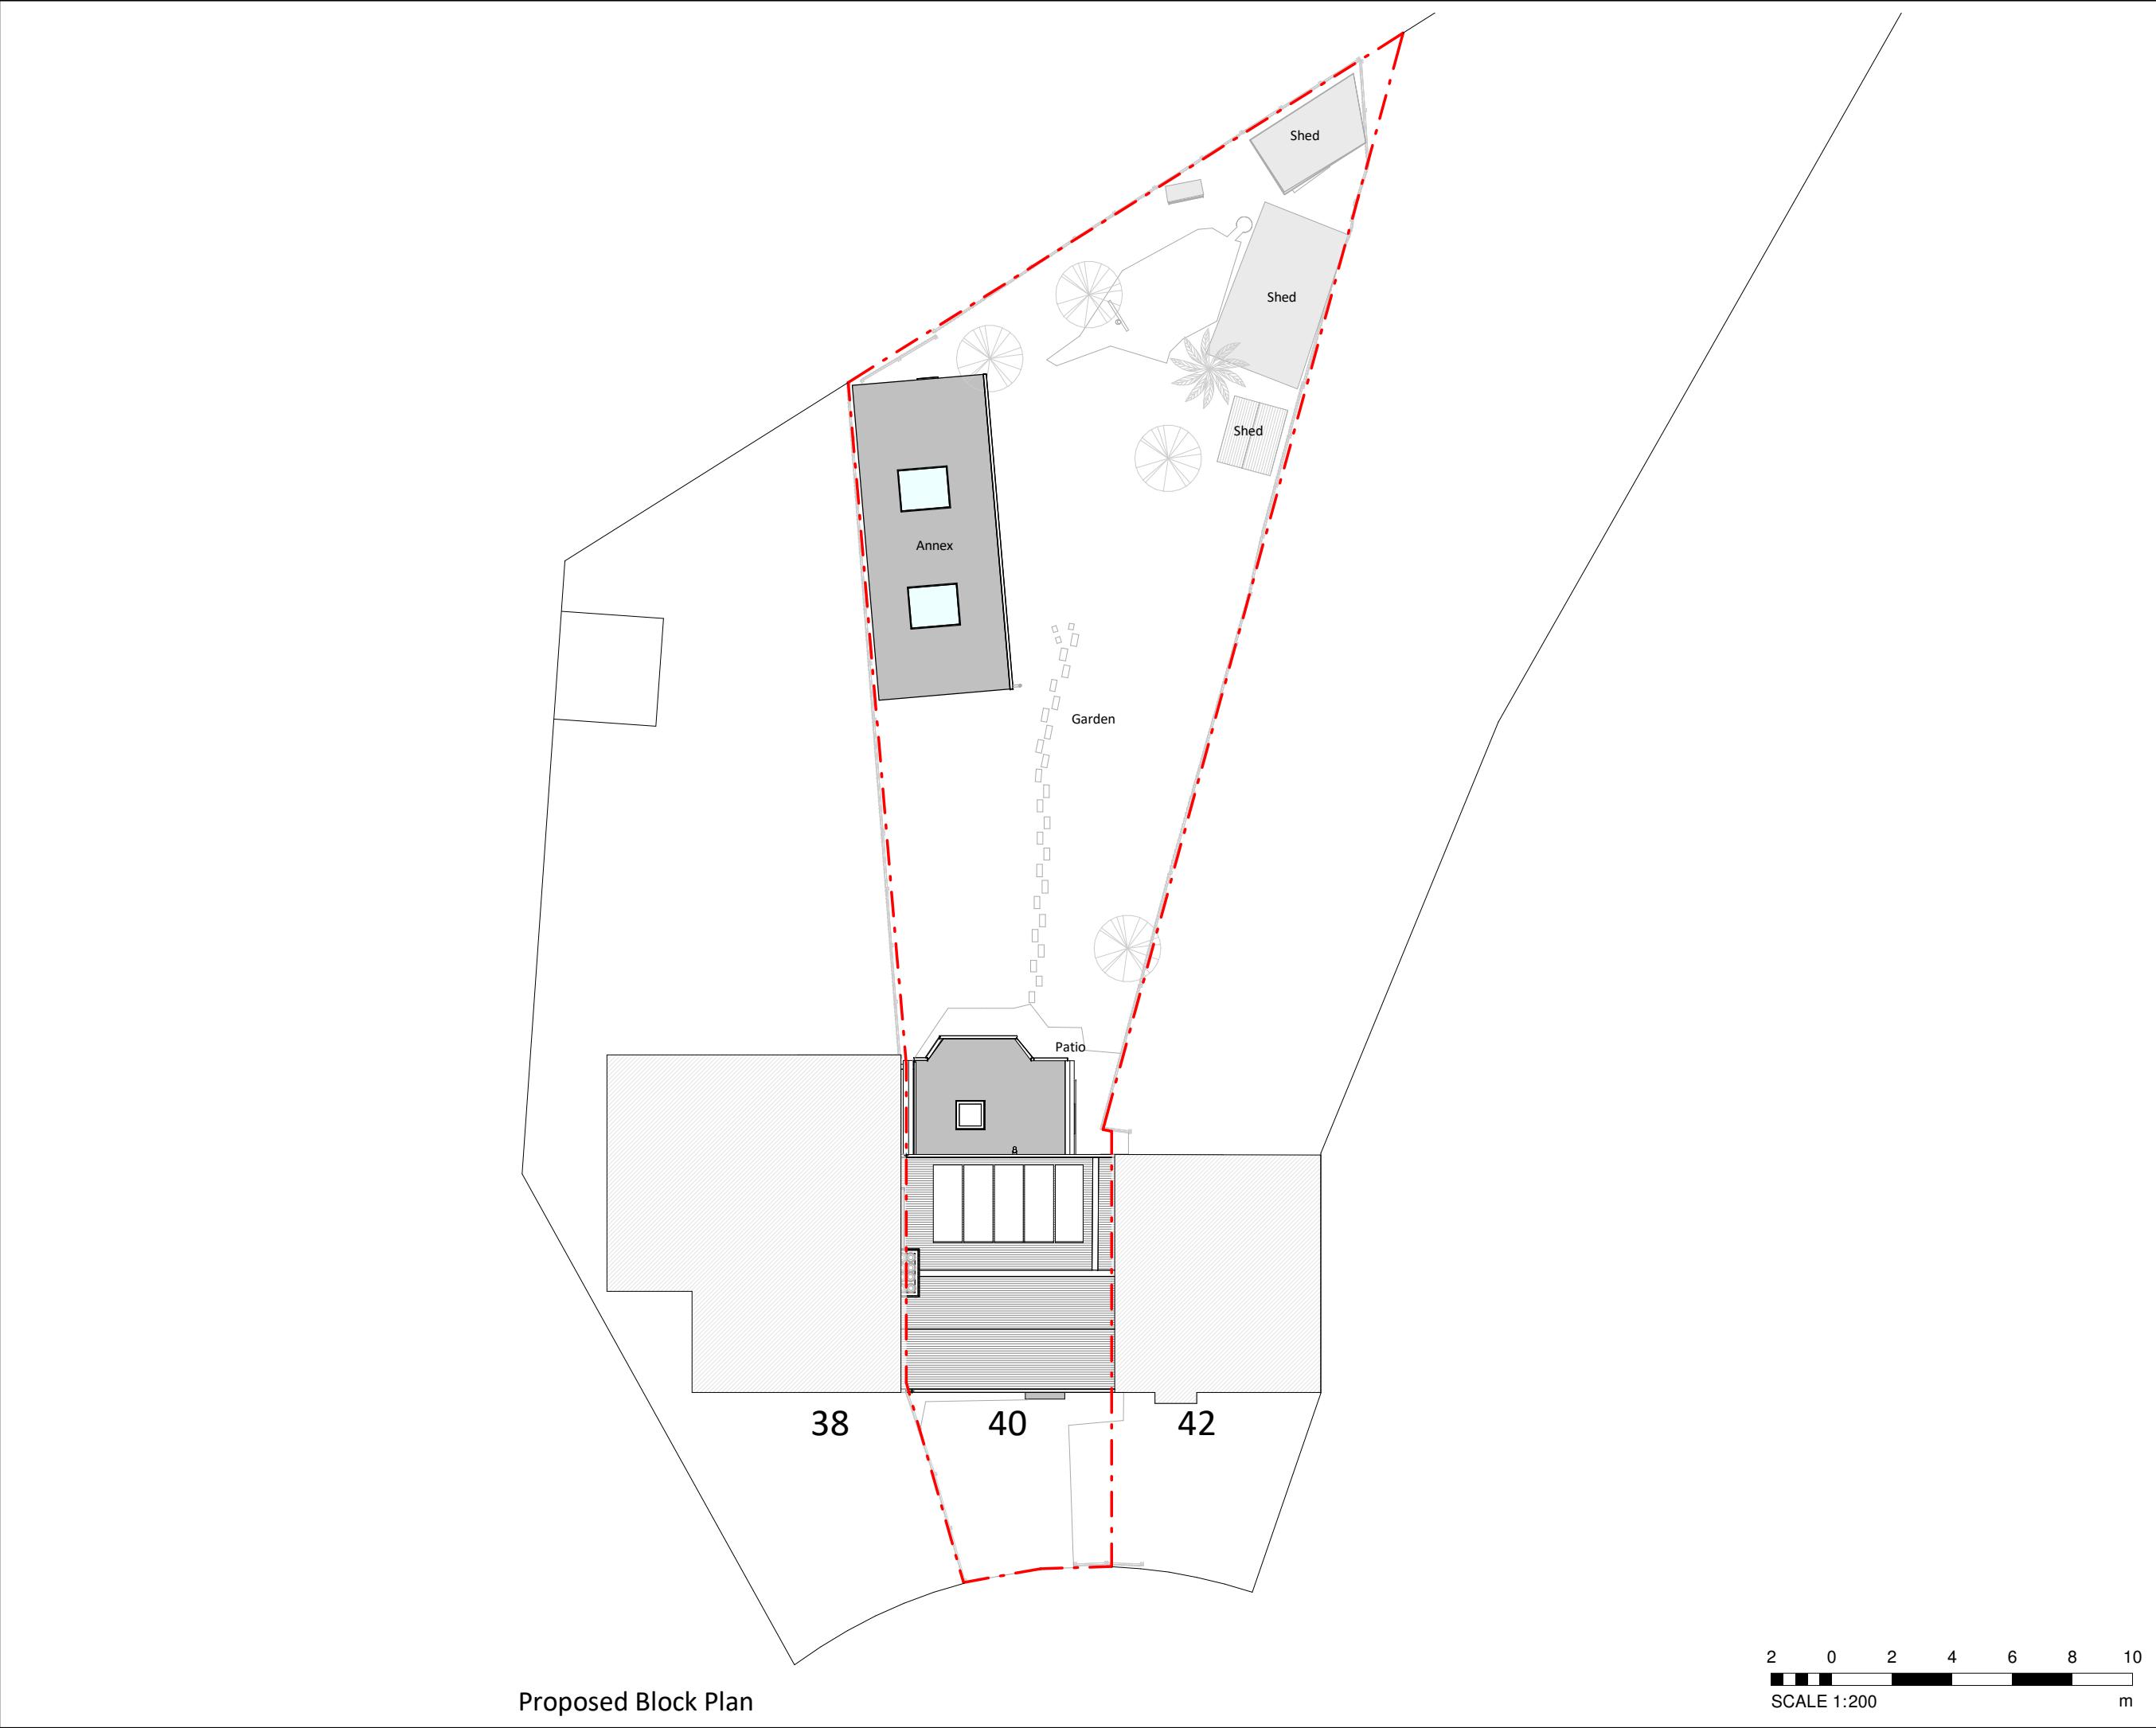 Shed
Shed
Shed
Annex
Garden
Patio
38 40 42
2 0 2 4 6 8 10
SCALE 1:200 m
Proposed Block Plan